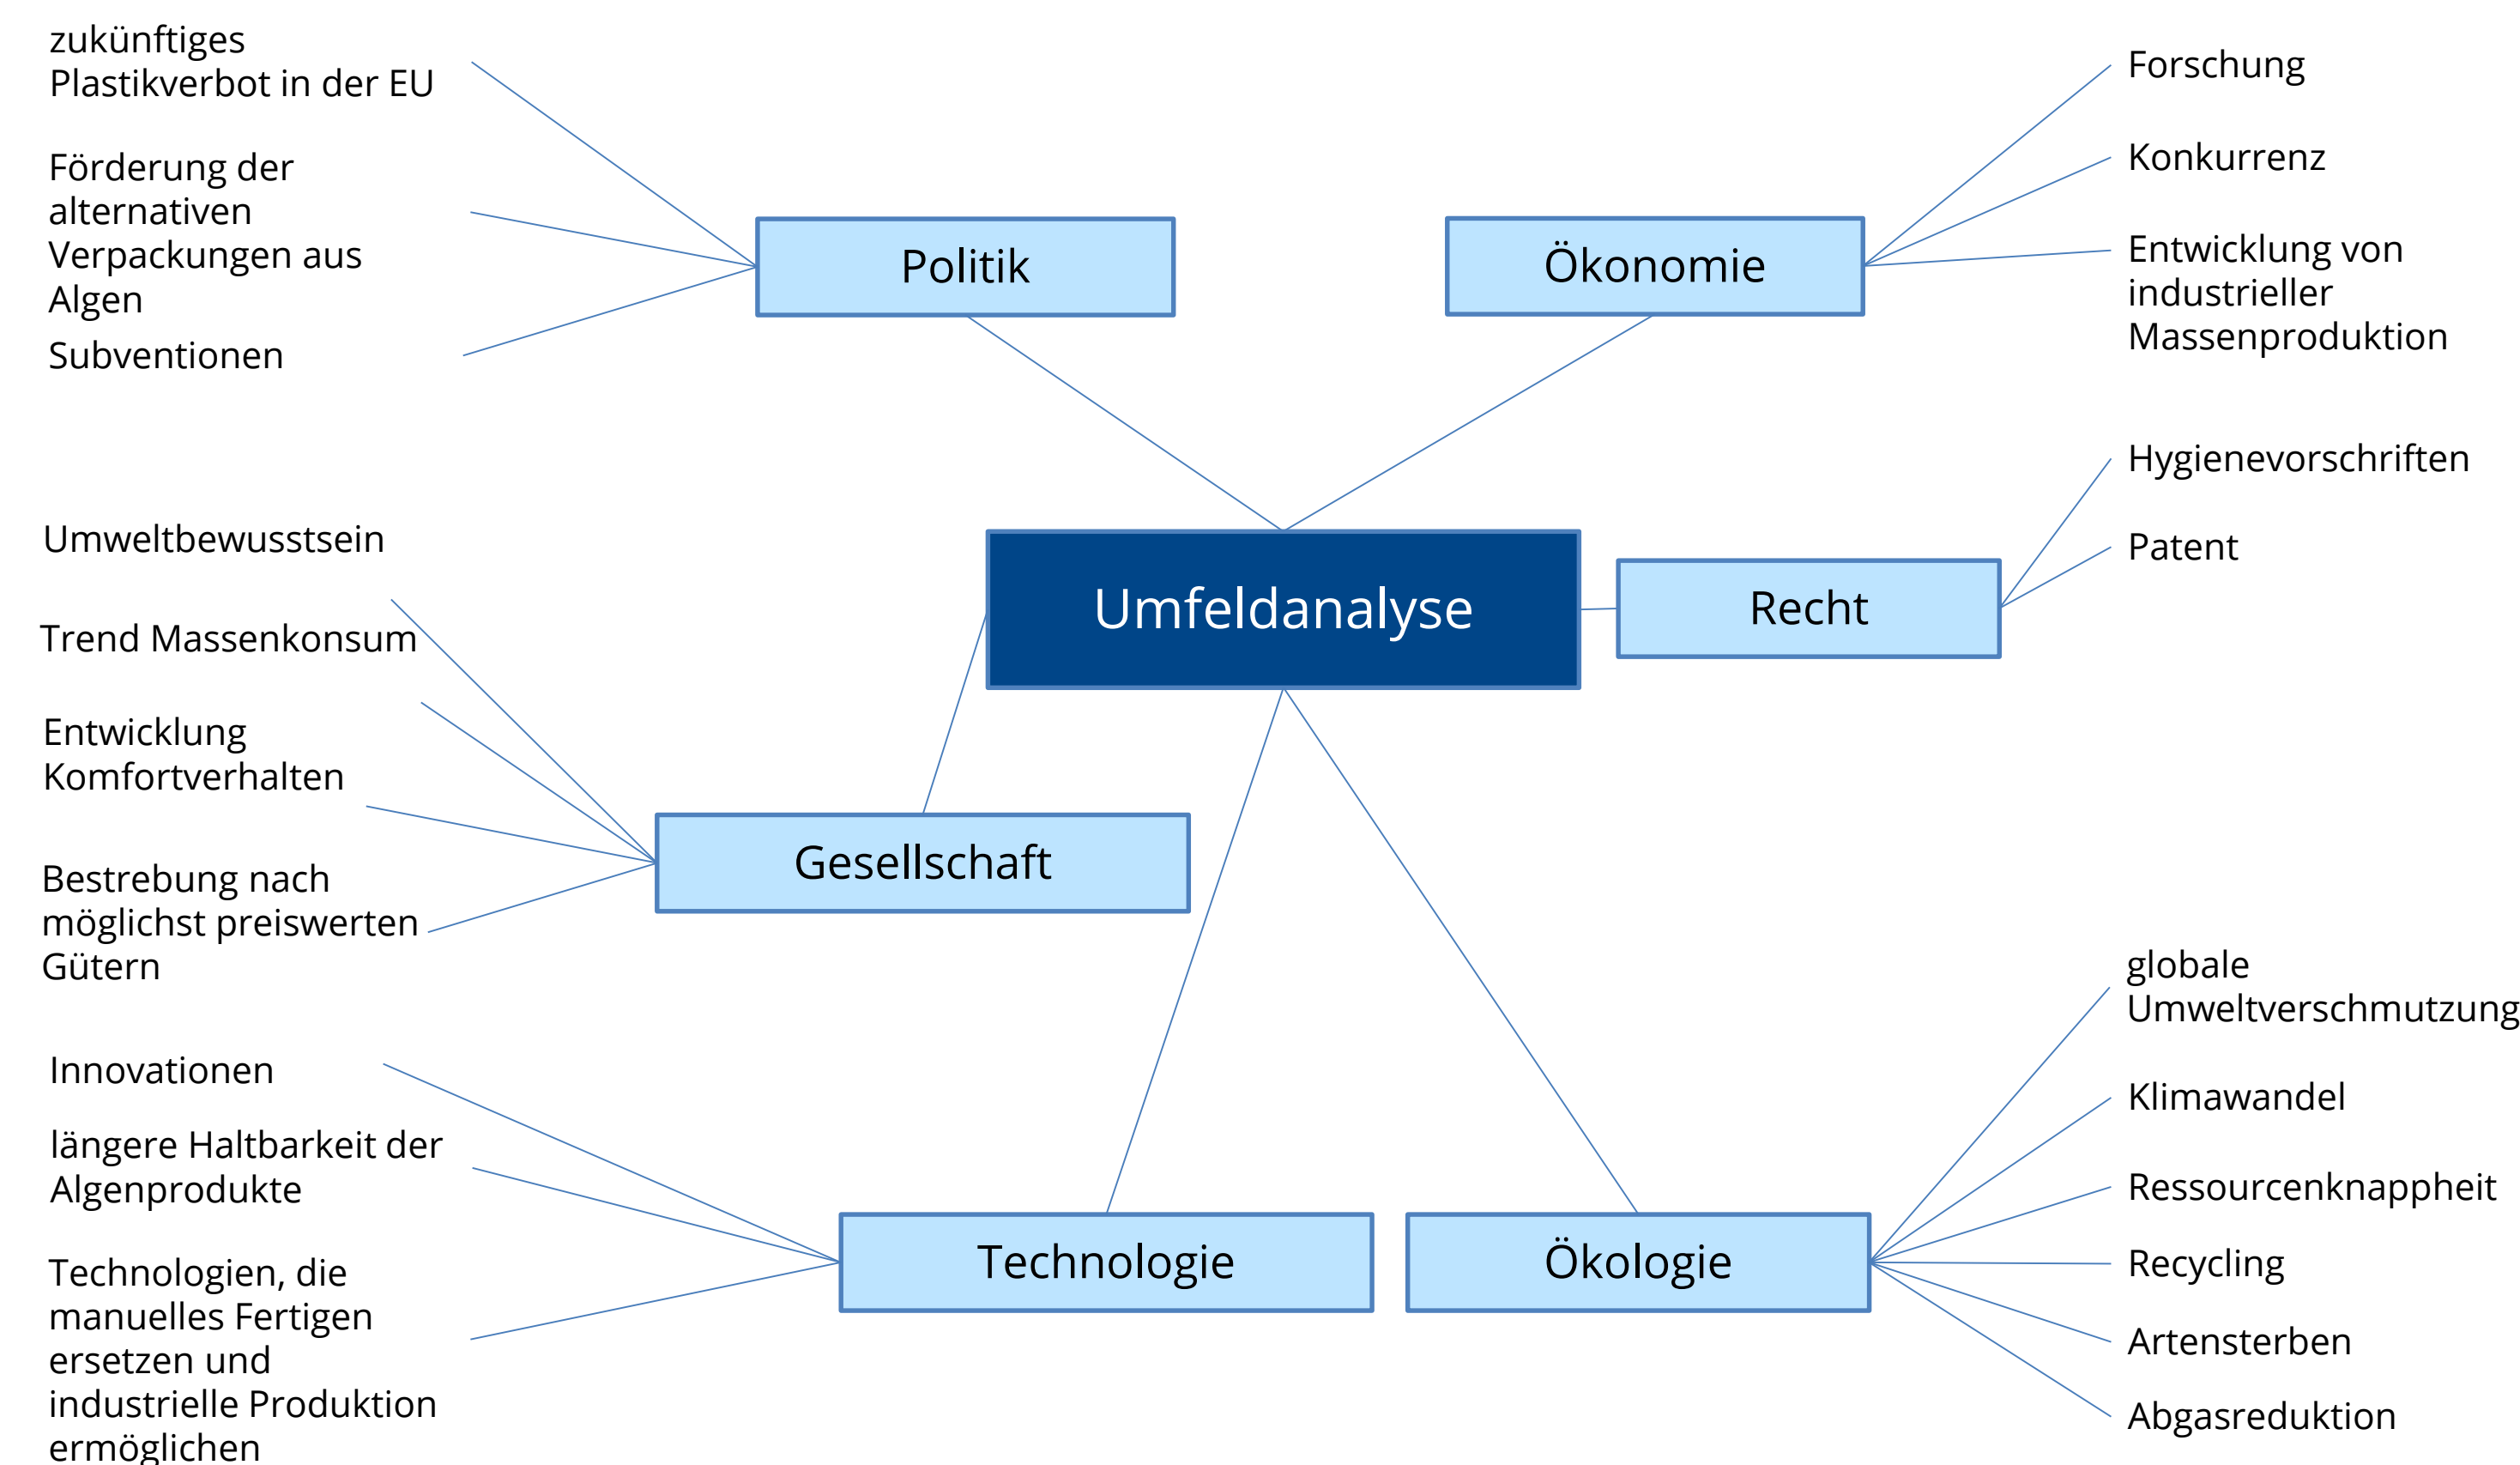 zukünftiges
Plastikverbot in der EU
Förderung der
alternativen
Verpackungen aus
Algen
Subventionen
Politik
Ökonomie
Forschung
Konkurrenz
Entwicklung von
industrieller
Massenproduktion
Umfeldanalyse
Recht
Hygienevorschriften
Patent
Umweltbewusstsein
Trend Massenkonsum
Entwicklung
Komfortverhalten
Bestrebung nach
möglichst preiswerten
Gütern
Gesellschaft
Innovationen
längere Haltbarkeit der
Algenprodukte
Technologien, die
manuelles Fertigen
ersetzen und
industrielle Produktion
ermöglichen
Technologie
Ökologie
globale
Umweltverschmutzung
Klimawandel
Ressourcenknappheit
Recycling
Artensterben
Abgasreduktion